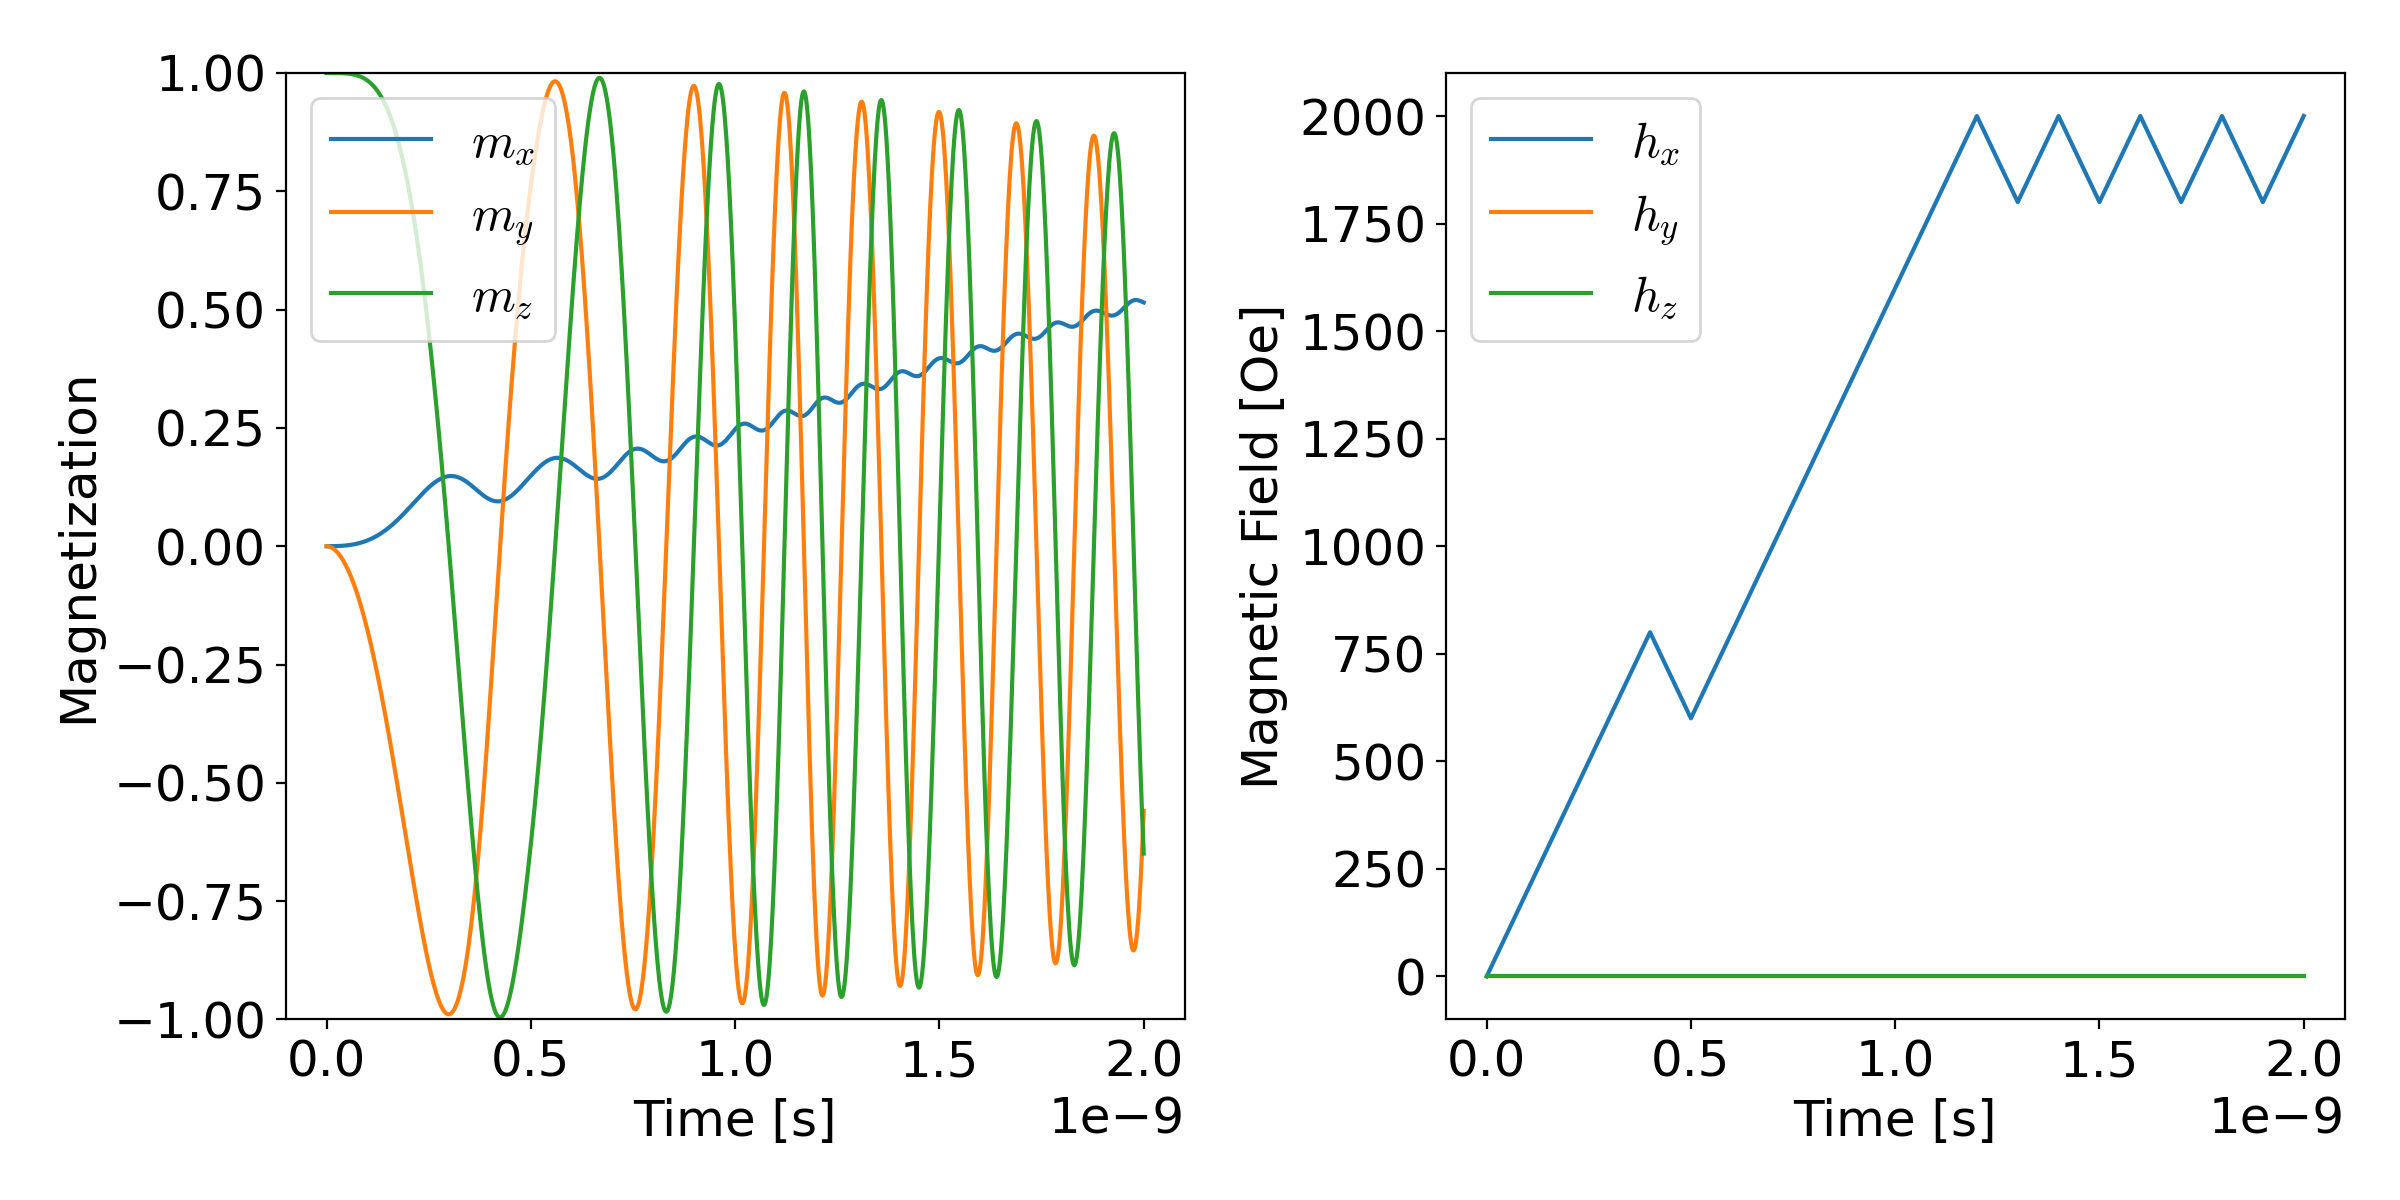 Magnetization
1.00
0.75
0.50
0.25
0.00
−0.25
−0.50
−0.75
−1.00
m_x
m_y
m_z
0.0 0.5 1.0 1.5 2.0
Time [s] 1e−9
Magnetic Field [Oe]
2000
1750
1500
1250
1000
750
500
250
0
h_x
h_y
h_z
0.0 0.5 1.0 1.5 2.0
Time [s] 1e−9